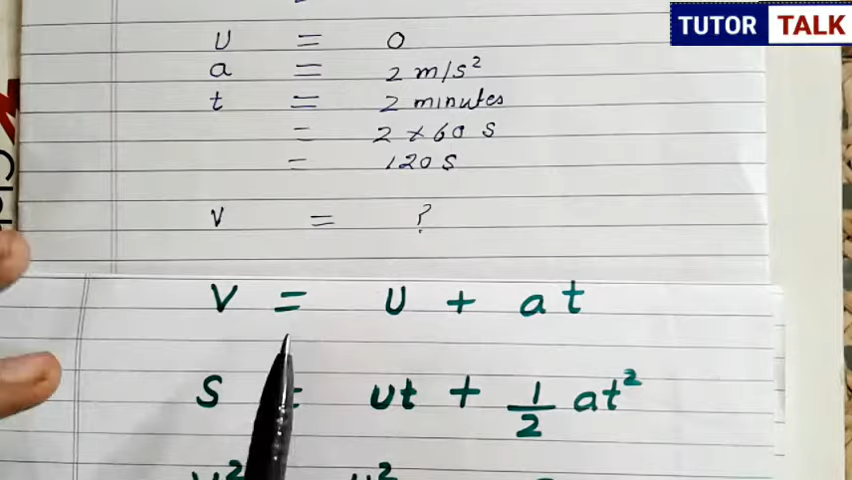 TUTOR TALK
U = 0
a = 2 m/s²
t = 2 minutes
= 2 × 60 s
= 120 s
V = ?
V = U + at
S = Ut + 1/2 at²